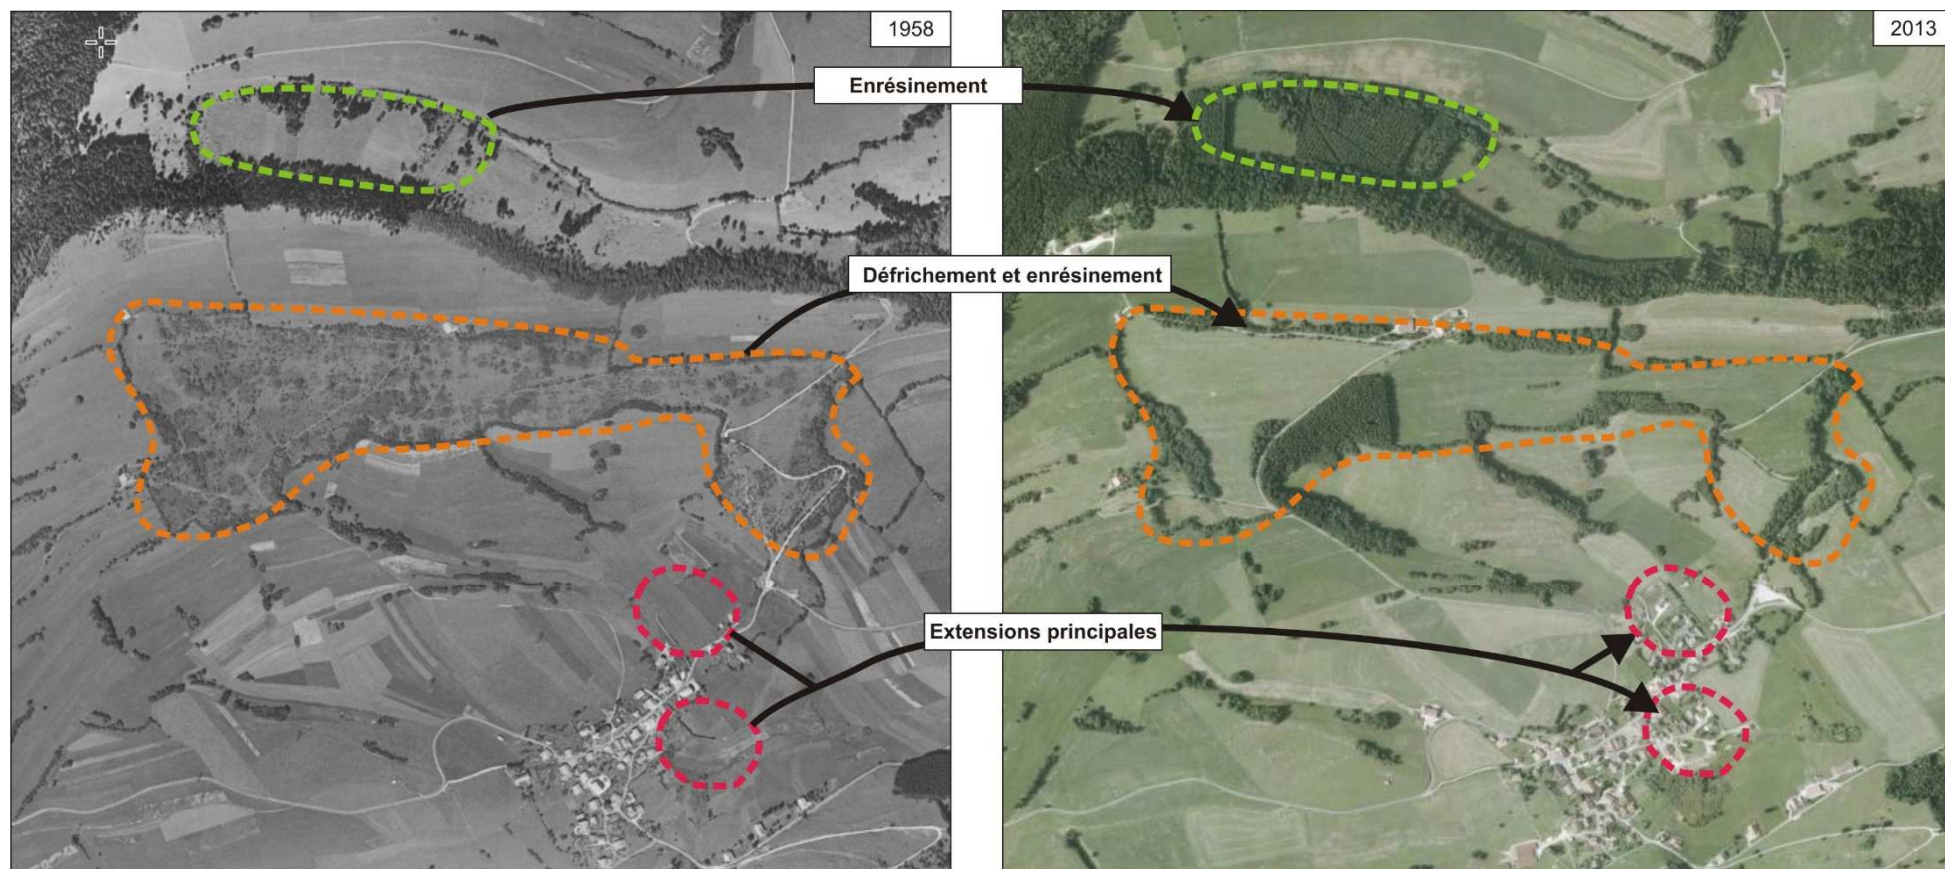 1958
2013
Enrésinement
Défrichement et enrésinement
Extensions principales